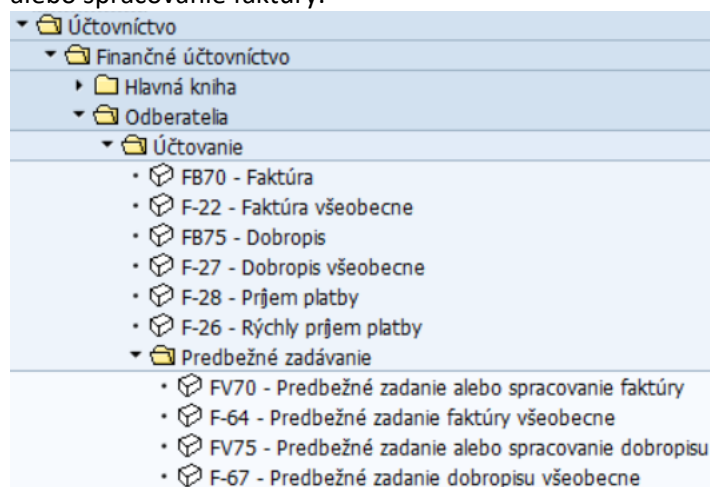 alebo spracovanie faktúry.
Účtovníctvo
Finančné účtovníctvo
Hlavná kniha
Odberatelia
Účtovanie
FB70 - Faktúra
F-22 - Faktúra všeobecne
FB75 - Dobropis
F-27 - Dobropis všeobecne
F-28 - Príjem platby
F-26 - Rýchly príjem platby
Predbežné zadávanie
FV70 - Predbežné zadanie alebo spracovanie faktúry
F-64 - Predbežné zadanie faktúry všeobecne
FV75 - Predbežné zadanie alebo spracovanie dobropisu
F-67 - Predbežné zadanie dobropisu všeobecne